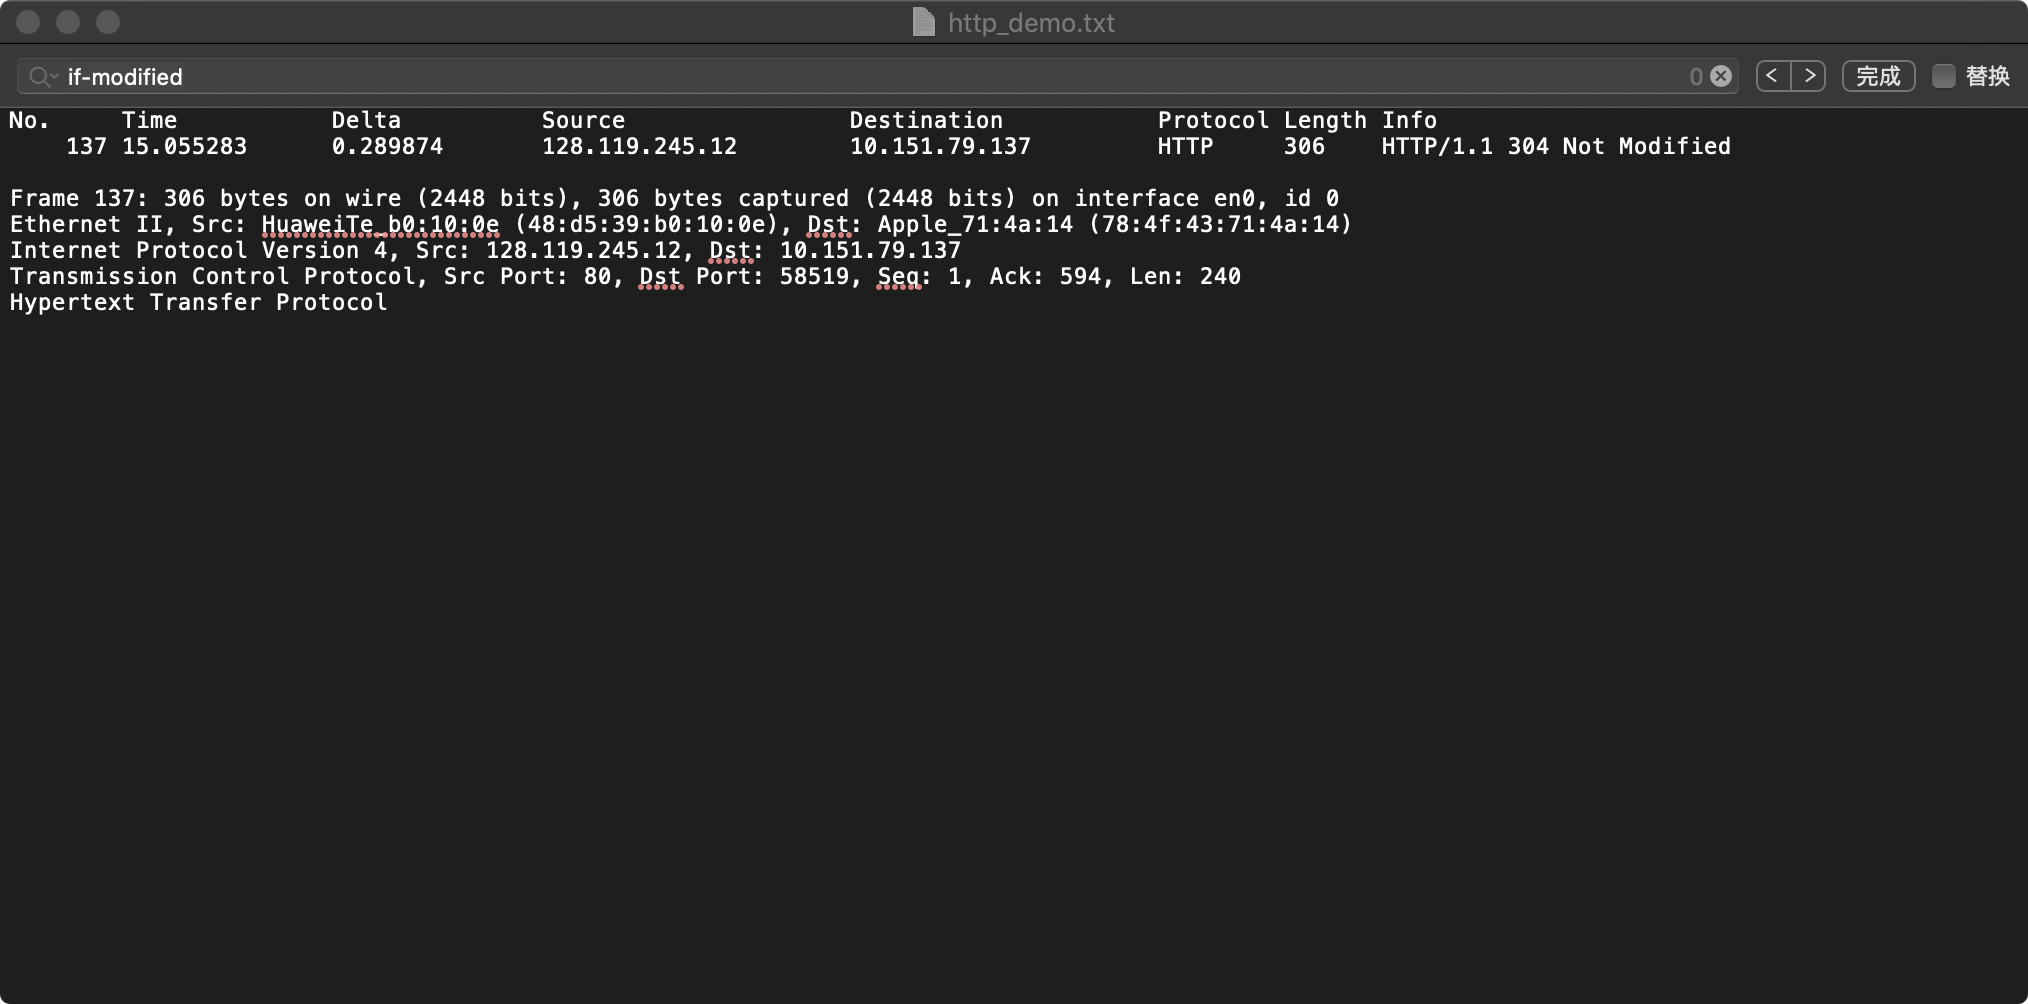 http_demo.txt
if-modified 0 < > 完成 替换
No. Time Delta Source Destination Protocol Length Info
137 15.055283 0.289874 128.119.245.12 10.151.79.137 HTTP 306 HTTP/1.1 304 Not Modified
Frame 137: 306 bytes on wire (2448 bits), 306 bytes captured (2448 bits) on interface en0, id 0
Ethernet II, Src: HuaweiTe_b0:10:0e (48:d5:39:b0:10:0e), Dst: Apple_71:4a:14 (78:4f:43:71:4a:14)
Internet Protocol Version 4, Src: 128.119.245.12, Dst: 10.151.79.137
Transmission Control Protocol, Src Port: 80, Dst Port: 58519, Seq: 1, Ack: 594, Len: 240
Hypertext Transfer Protocol